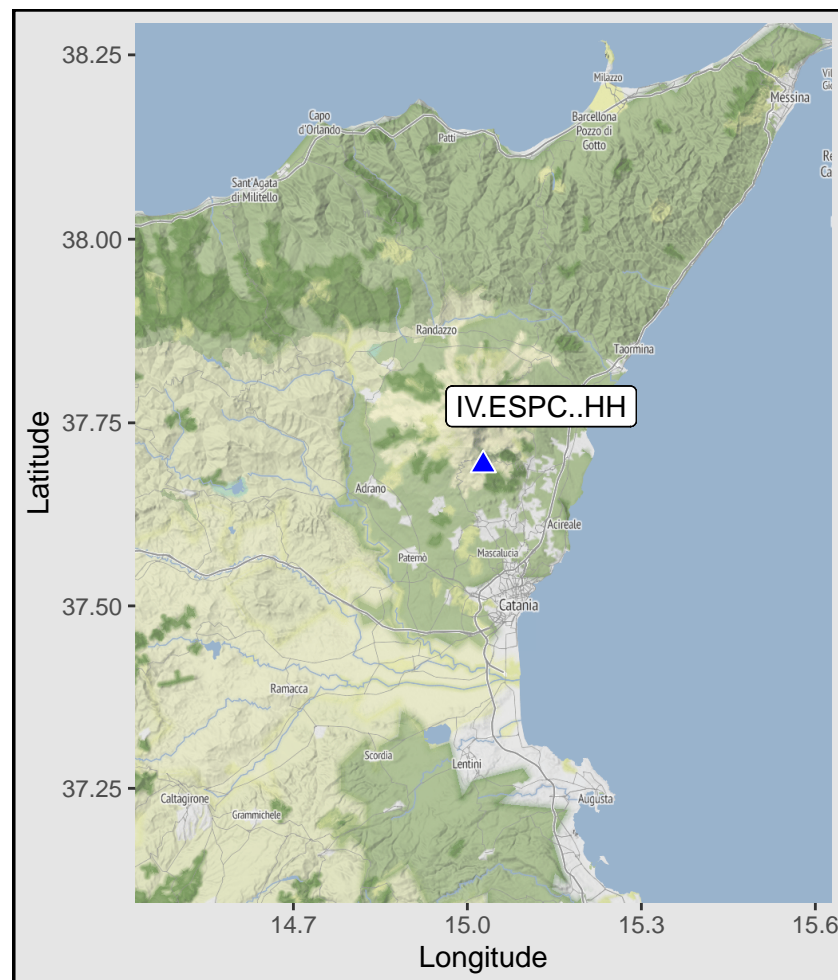 38.25
38.00
37.75
37.50
37.25
Latitude
Milazzo
Messina
Capo
d'Orlando
Barcellona
Pozzo di
Gotto
Patti
Sant'Agata
di Militello
Randazzo
Taormina
IV.ESPC..HH
Adrano
Acireale
Paternò
Mascalucia
Catania
Ramacca
Scordia
Lentini
Caltagirone
Grammichele
Augusta
14.7
15.0
15.3
15.6
Longitude